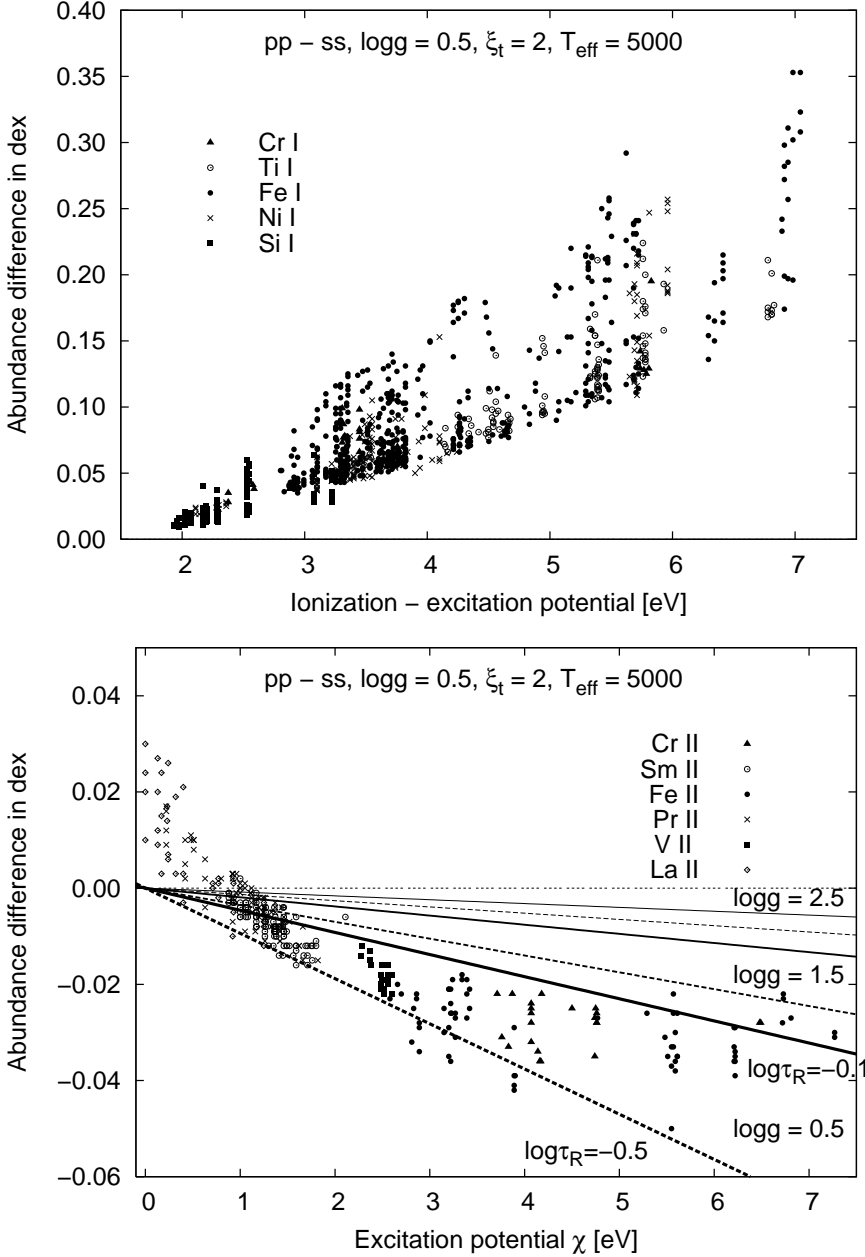 0.40
0.35
0.30
0.25
0.20
0.15
0.10
0.05
0.00
Abundance difference in dex
pp − ss, logg = 0.5, ξt = 2, Teff = 5000
Cr I
Ti I
Fe I
Ni I
Si I
2 3 4 5 6 7
Ionization − excitation potential [eV]
0.04
0.02
0.00
−0.02
−0.04
−0.06
Abundance difference in dex
pp − ss, logg = 0.5, ξt = 2, Teff = 5000
Cr II
Sm II
Fe II
Pr II
V II
La II
logg = 2.5
logg = 1.5
logτR=−0.1
logg = 0.5
logτR=−0.5
0 1 2 3 4 5 6 7
Excitation potential χ [eV]